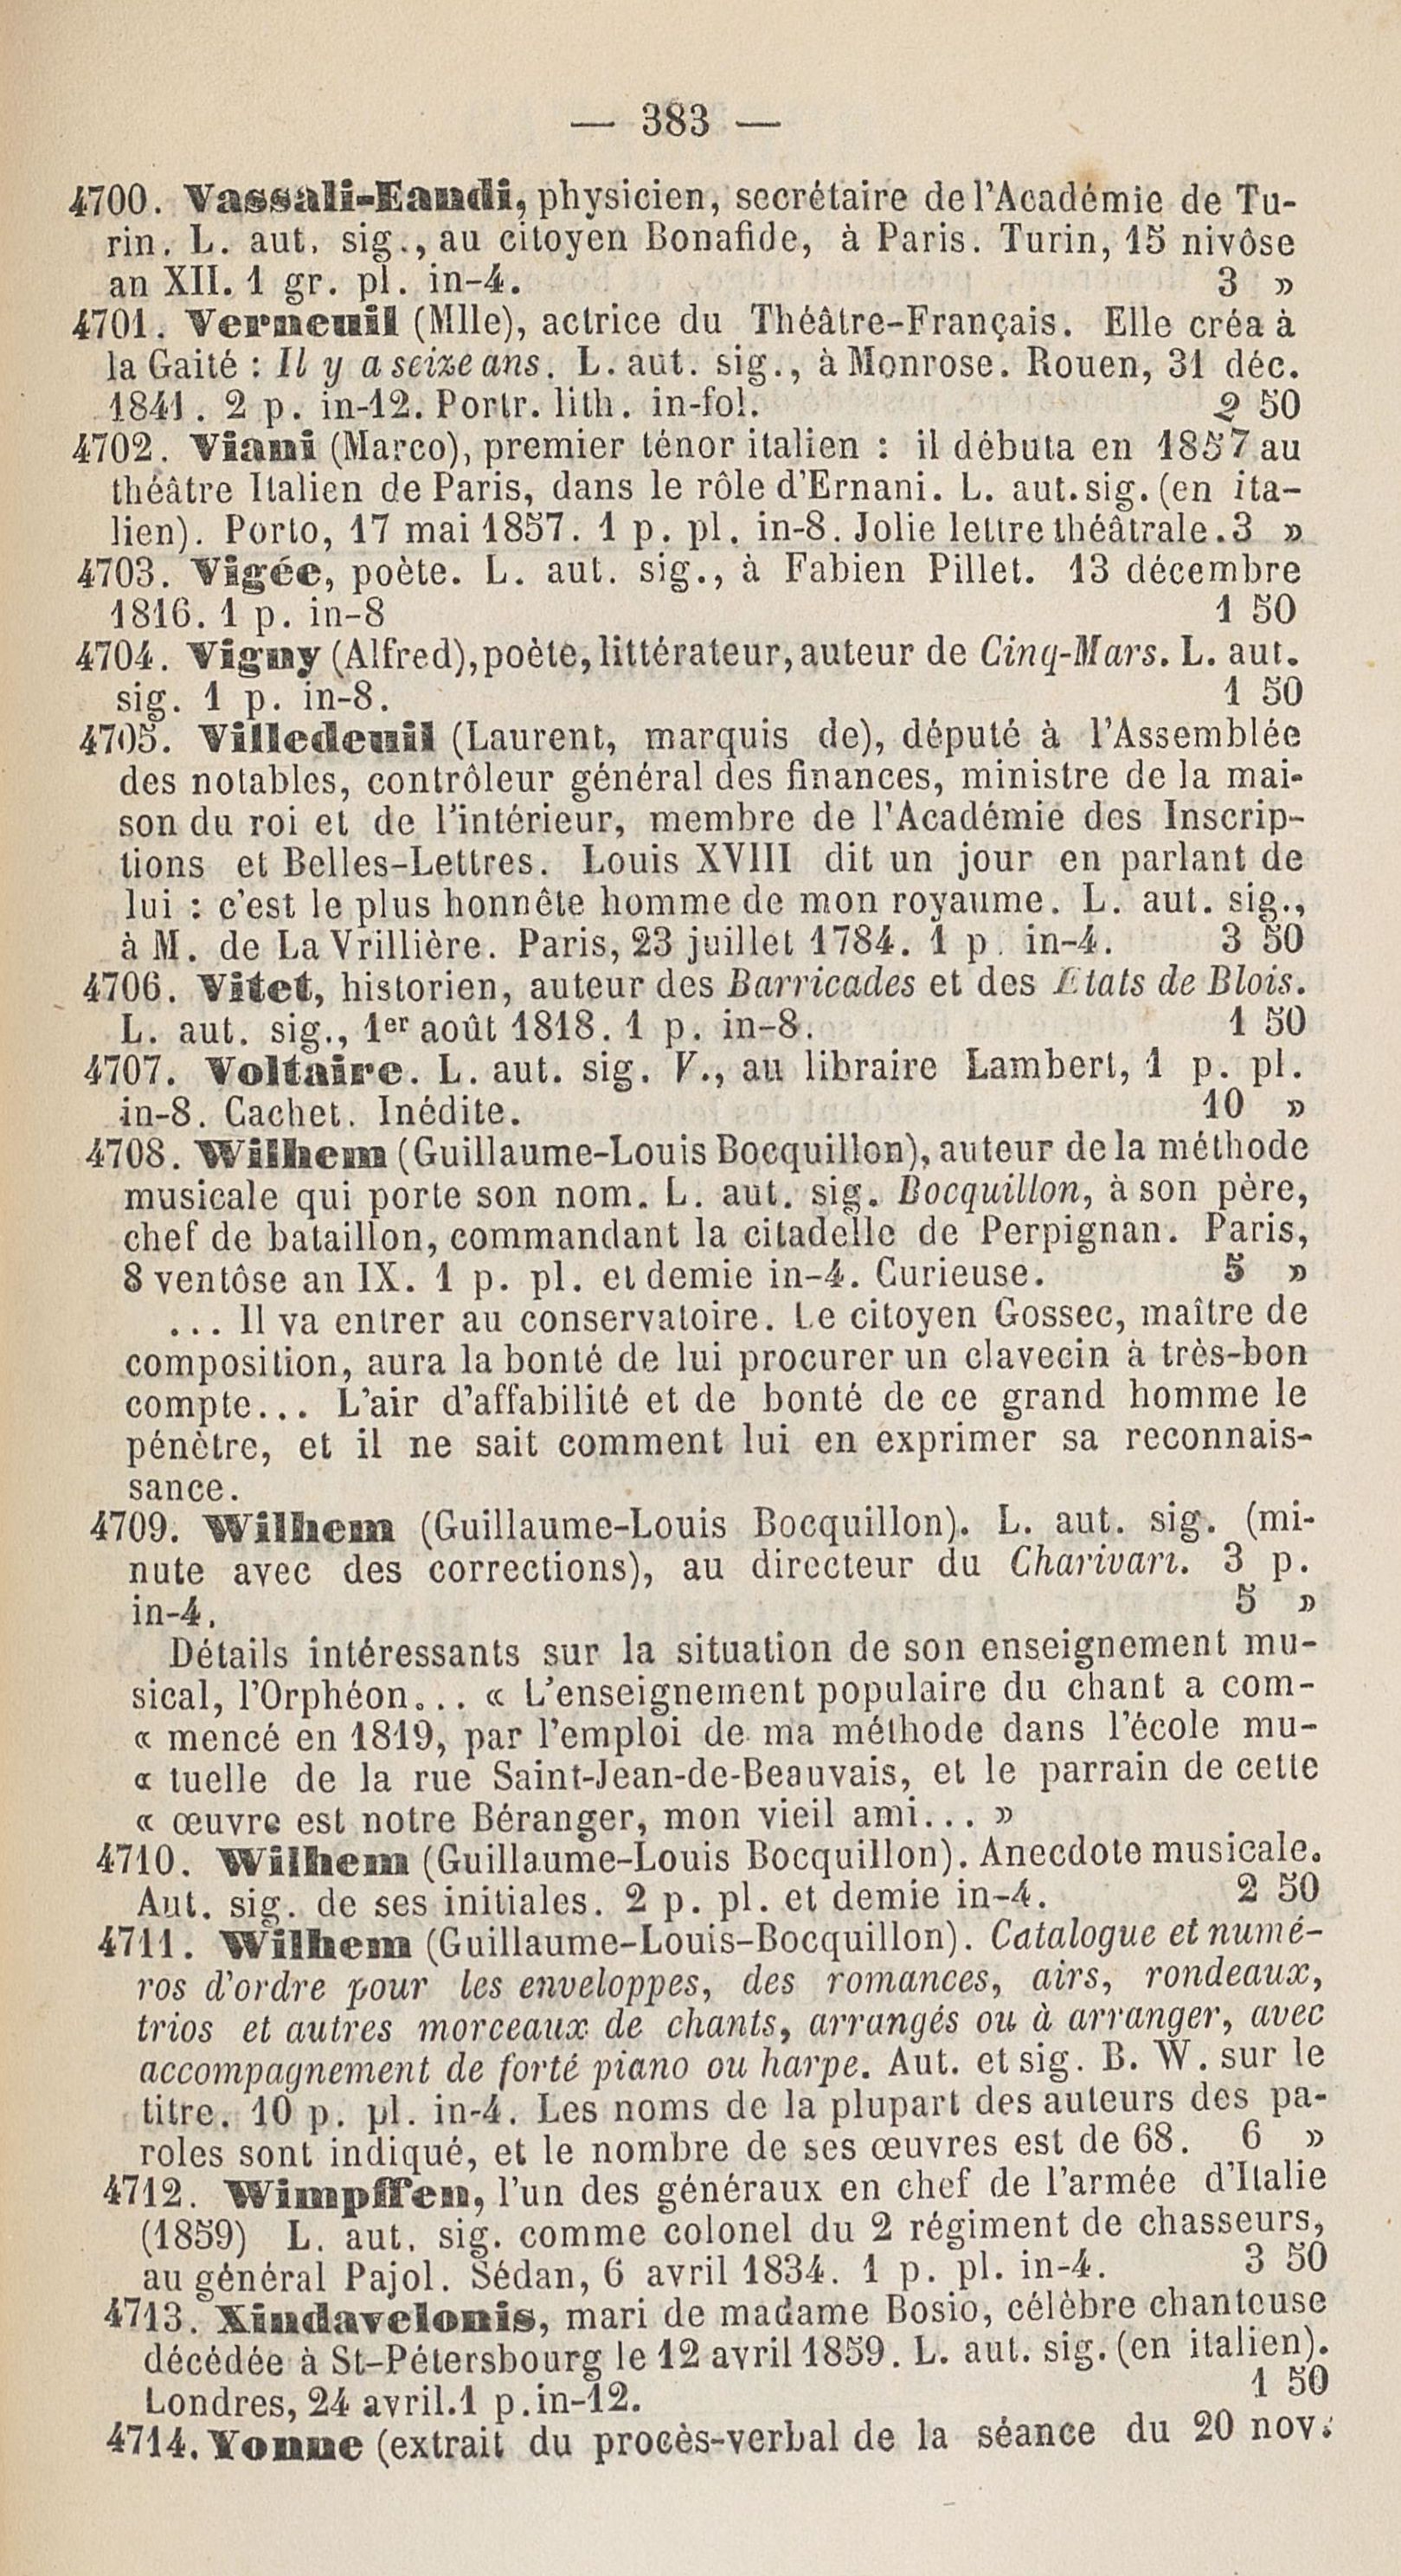 — 383 —
4700. Vassali-Eandi, physicien, secrétaire de l'Académie de Tu-
rin. L. aut. sig., au citoyen Bonafide, à Paris. Turin, 15 nivôse
an XII. 1 gr. pl. in-4. 3 »
4701. Verneuil (Mlle), actrice du Théâtre-Français. Elle créa à
la Gaité : Il y a seize ans. L. aut. sig., à Monrose. Rouen, 31 déc.
1841. 2 p. in-12. Portr. lith. in-fol. 2 50
4702. Viani (Marco), premier ténor italien : il débuta en 1857 au
théâtre Italien de Paris, dans le rôle d'Ernani. L. aut. sig. (en ita-
lien). Porto, 17 mai 1857. 1 p. pl. in-8. Jolie lettre théâtrale. 3 »
4703. Vigée, poète. L. aut. sig., à Fabien Pillet. 13 décembre
1816. 1 p. in-8 1 50
4704. Vigny (Alfred), poète, littérateur, auteur de Cinq-Mars. L. aut.
sig. 1 p. in-8. 1 50
4705. Villedeuil (Laurent, marquis de), député à l'Assemblée
des notables, contrôleur général des finances, ministre de la mai-
son du roi et de l'intérieur, membre de l'Académie des Inscrip-
tions et Belles-Lettres. Louis XVIII dit un jour en parlant de
lui : c'est le plus honnête homme de mon royaume. L. aut. sig.,
à M. de La Vrillière. Paris, 23 juillet 1784. 1 p. in-4. 3 50
4706. Vitet, historien, auteur des Barricades et des Etats de Blois.
L. aut. sig., 1er août 1818. 1 p. in-8. 1 50
4707. Voltaire. L. aut. sig. V., au libraire Lambert, 1 p. pl.
in-8. Cachet. Inédite. 10 »
4708. Wilhem (Guillaume-Louis Bocquillon), auteur de la méthode
musicale qui porte son nom. L. aut. sig. Bocquillon, à son père,
chef de bataillon, commandant la citadelle de Perpignan. Paris,
8 ventôse an IX. 1 p. pl. et demie in-4. Curieuse. 5 »
... Il va entrer au conservatoire. Le citoyen Gossec, maître de
composition, aura la bonté de lui procurer un clavecin à très-bon
compte... L'air d'affabilité et de bonté de ce grand homme le
pénètre, et il ne sait comment lui en exprimer sa reconnais-
sance.
4709. Wilhem (Guillaume-Louis Bocquillon). L. aut. sig. (mi-
nute avec des corrections), au directeur du Charivari. 3 p.
in-4. 5 »
Détails intéressants sur la situation de son enseignement mu-
sical, l'Orphéon... « L'enseignement populaire du chant a com-
« mencé en 1819, par l'emploi de ma méthode dans l'école mu-
« tuelle de la rue Saint-Jean-de-Beauvais, et le parrain de cette
« œuvre est notre Béranger, mon vieil ami... »
4710. Wilhem (Guillaume-Louis Bocquillon). Anecdote musicale.
Aut. sig. de ses initiales. 2 p. pl. et demie in-4. 2 50
4711. Wilhem (Guillaume-Louis-Bocquillon). Catalogue et numé-
ros d'ordre pour les enveloppes, des romances, airs, rondeaux,
trios et autres morceaux de chants, arrangés ou à arranger, avec
accompagnement de forté piano ou harpe. Aut. et sig. B. W. sur le
titre. 10 p. pl. in-4. Les noms de la plupart des auteurs des pa-
roles sont indiqué, et le nombre de ses œuvres est de 68. 6 »
4712. Wimpffen, l'un des généraux en chef de l'armée d'Italie
(1859) L. aut. sig. comme colonel du 2 régiment de chasseurs,
au général Pajol. Sédan, 6 avril 1834. 1 p. pl. in-4. 3 50
4713. Xindavelonis, mari de madame Bosio, célèbre chanteuse
décédée à St-Pétersbourg le 12 avril 1859. L. aut. sig. (en italien).
Londres, 24 avril. 1 p. in-12. 1 50
4714. Yonne (extrait du procès-verbal de la séance du 20 nov.